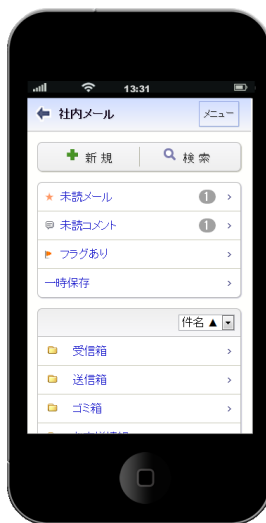 13:31
社内メール メニュー
新規 検索
未読メール 1
未読コメント 1
フラグあり
一時保存
件名 ▲
受信箱
送信箱
ゴミ箱